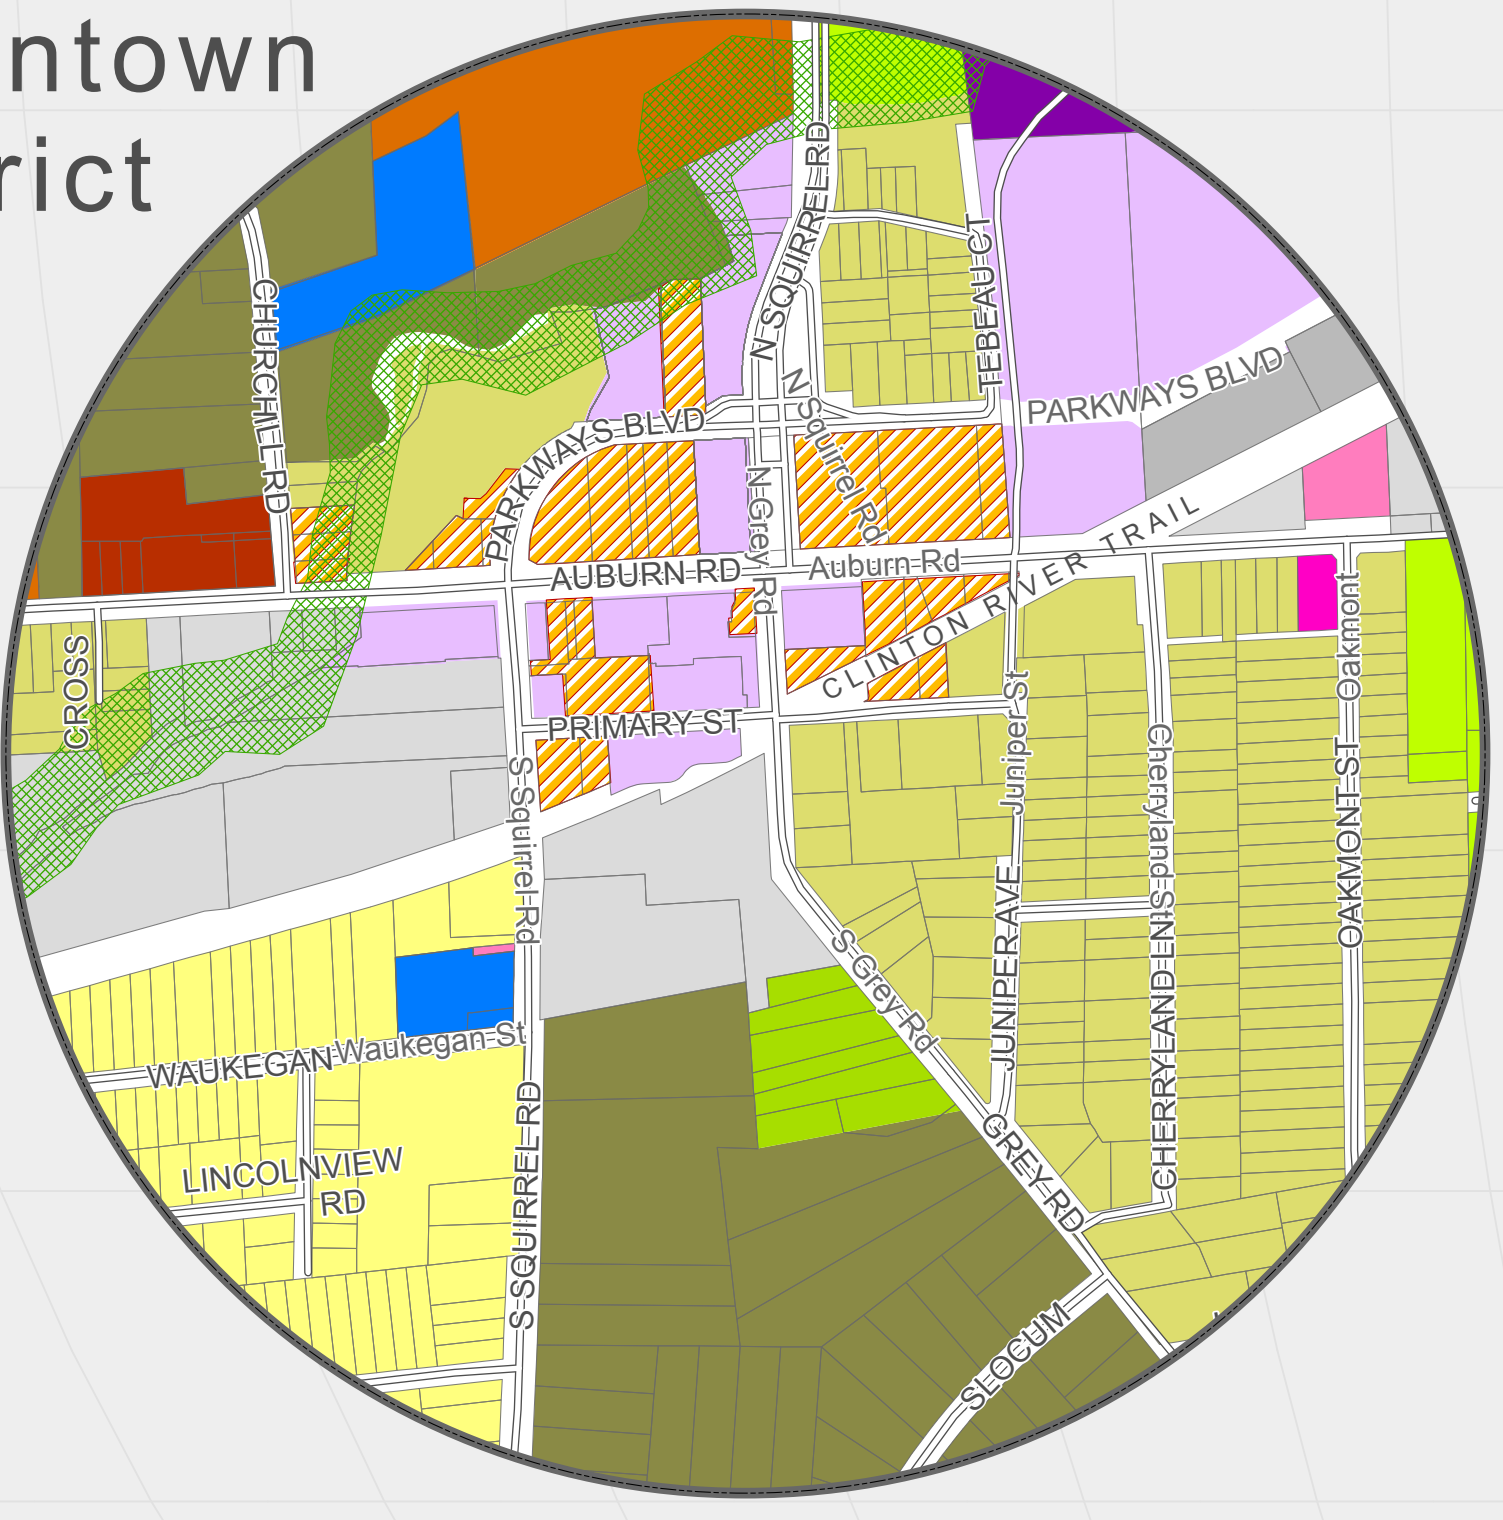 ntown
rict
N SQUIRREL RD
TEBEAU CT
CHURCHILL RD
N Squirrel Rd
PARKWAYS BLVD
PARKWAYS BLVD
N Grey Rd
AUBURN RD
Auburn Rd
CLINTON RIVER TRAIL
CROSS
PRIMARY ST
Juniper St
Oakmont
S Squirrel Rd
Cherryland St
OAKMONT ST
S Grey Rd
JUNIPER AVE
CHERRYLAND LN
WAUKEGAN
Waukegan St
LINCOLNVIEW
RD
S SQUIRREL RD
GREY RD
SLOCUM